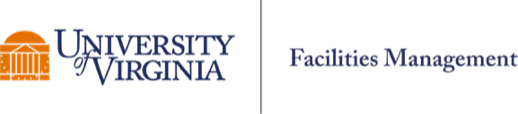 UNIVERSITY
of VIRGINIA
Facilities Management